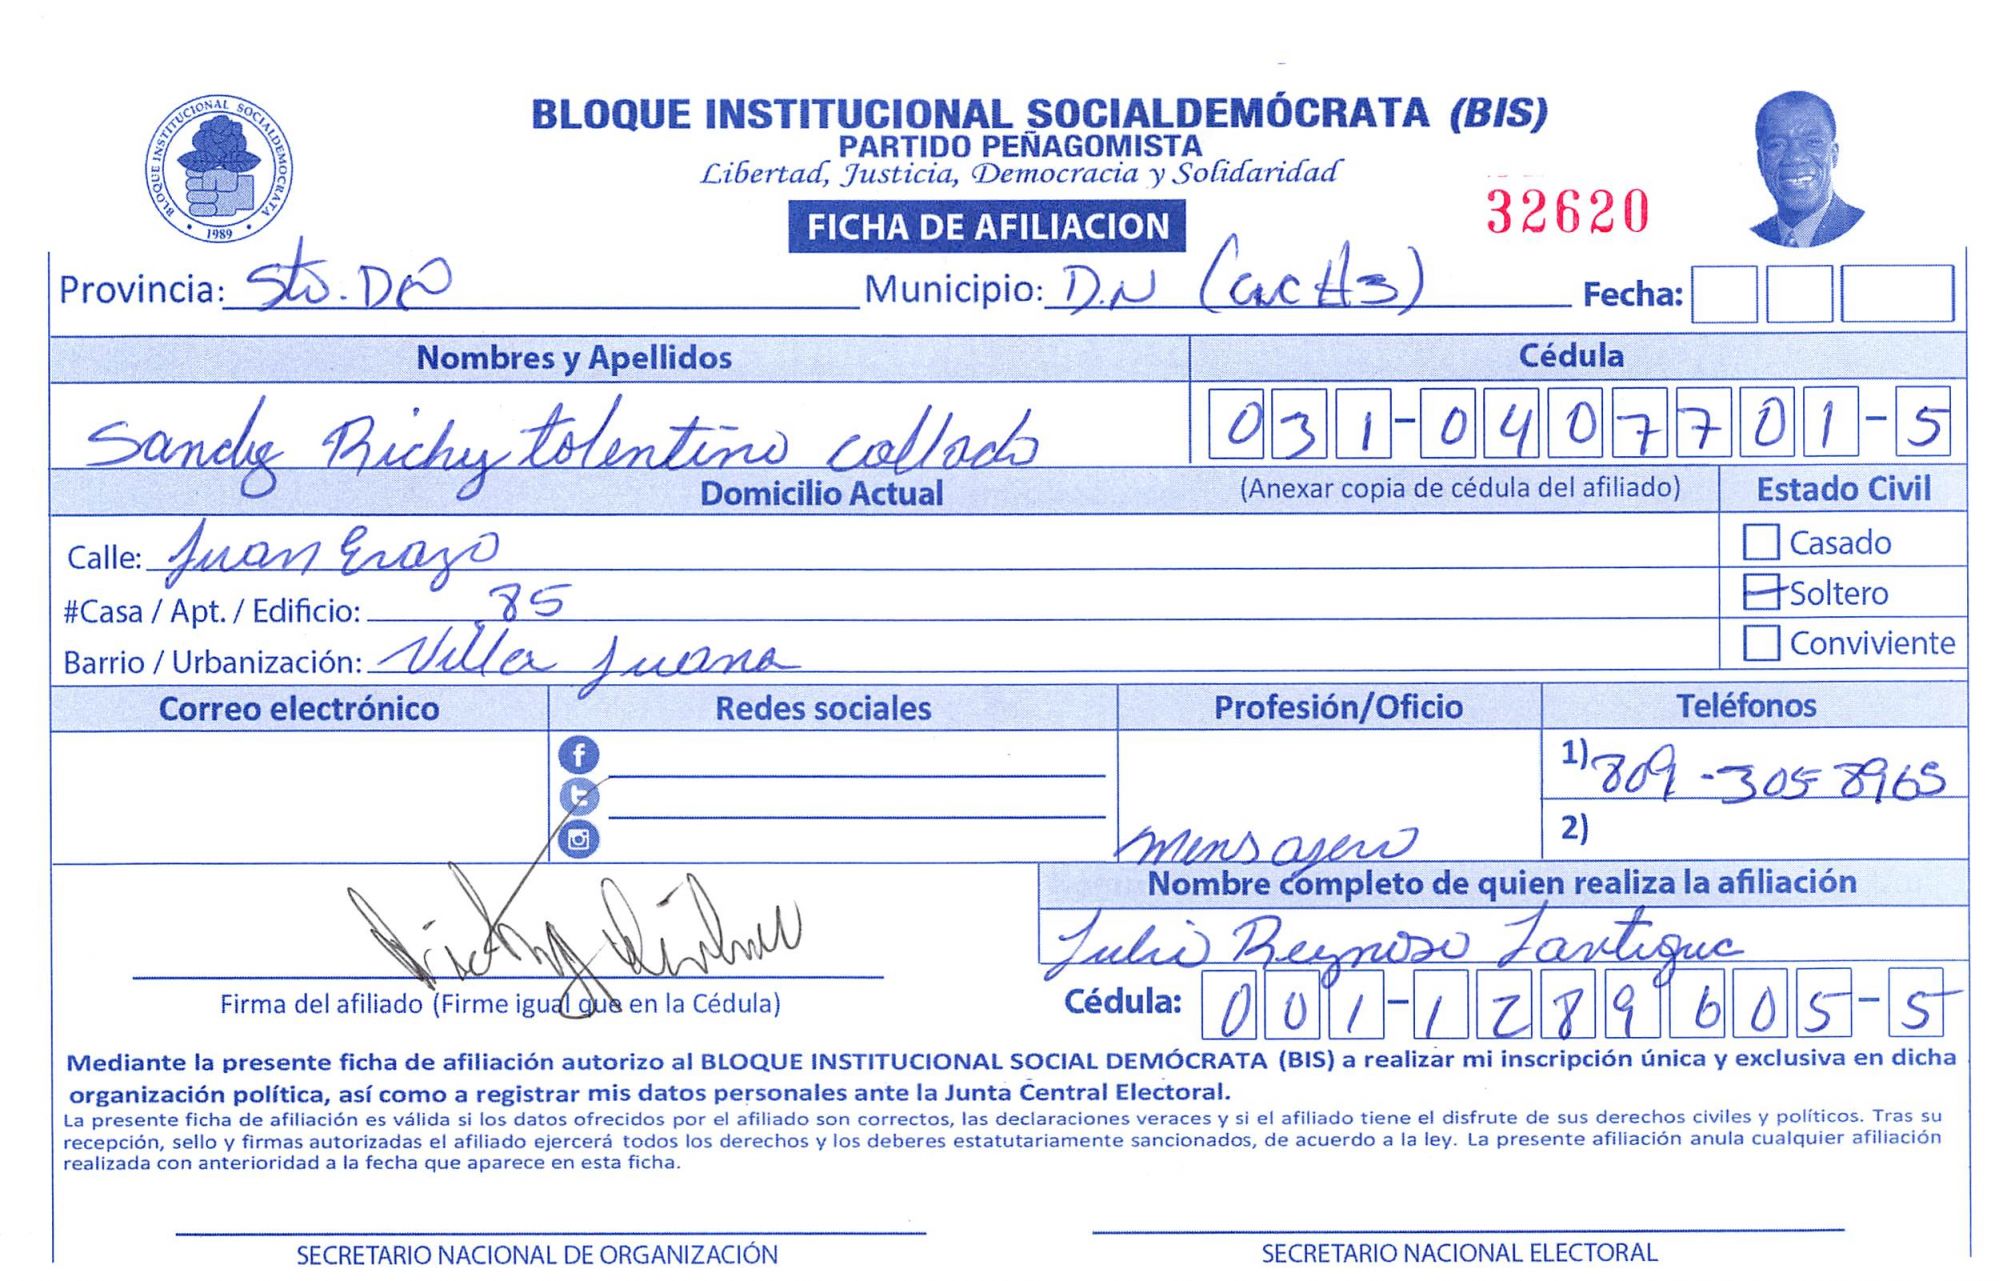 BLOQUE INSTITUCIONAL SOCIALDEMOCRATA
1989
BLOQUE INSTITUCIONAL SOCIALDEMÓCRATA (BIS)
PARTIDO PEÑAGOMISTA
Libertad, Justicia, Democracia y Solidaridad
FICHA DE AFILIACION
32620
Provincia: Sto. DN Municipio: D.N (circ #3) Fecha:
Nombres y Apellidos Cédula
Sandy Richy tolentino collado 031-0407701-5
Domicilio Actual (Anexar copia de cédula del afiliado) Estado Civil
Calle: Juan Erazo Casado
#Casa / Apt. / Edificio: 85 Soltero
Barrio / Urbanización: Villa Juana Conviviente
Correo electrónico Redes sociales Profesión/Oficio Teléfonos
1) 809-305 8965
mensajero 2)
Nombre completo de quien realiza la afiliación
Julio Reynoso Lantigua
Firma del afiliado (Firme igual que en la Cédula) Cédula: 001-1289605-5
Mediante la presente ficha de afiliación autorizo al BLOQUE INSTITUCIONAL SOCIAL DEMÓCRATA (BIS) a realizar mi inscripción única y exclusiva en dicha
organización política, así como a registrar mis datos personales ante la Junta Central Electoral.
La presente ficha de afiliación es válida si los datos ofrecidos por el afiliado son correctos, las declaraciones veraces y si el afiliado tiene el disfrute de sus derechos civiles y políticos. Tras su
recepción, sello y firmas autorizadas el afiliado ejercerá todos los derechos y los deberes estatutariamente sancionados, de acuerdo a la ley. La presente afiliación anula cualquier afiliación
realizada con anterioridad a la fecha que aparece en esta ficha.
SECRETARIO NACIONAL DE ORGANIZACIÓN SECRETARIO NACIONAL ELECTORAL